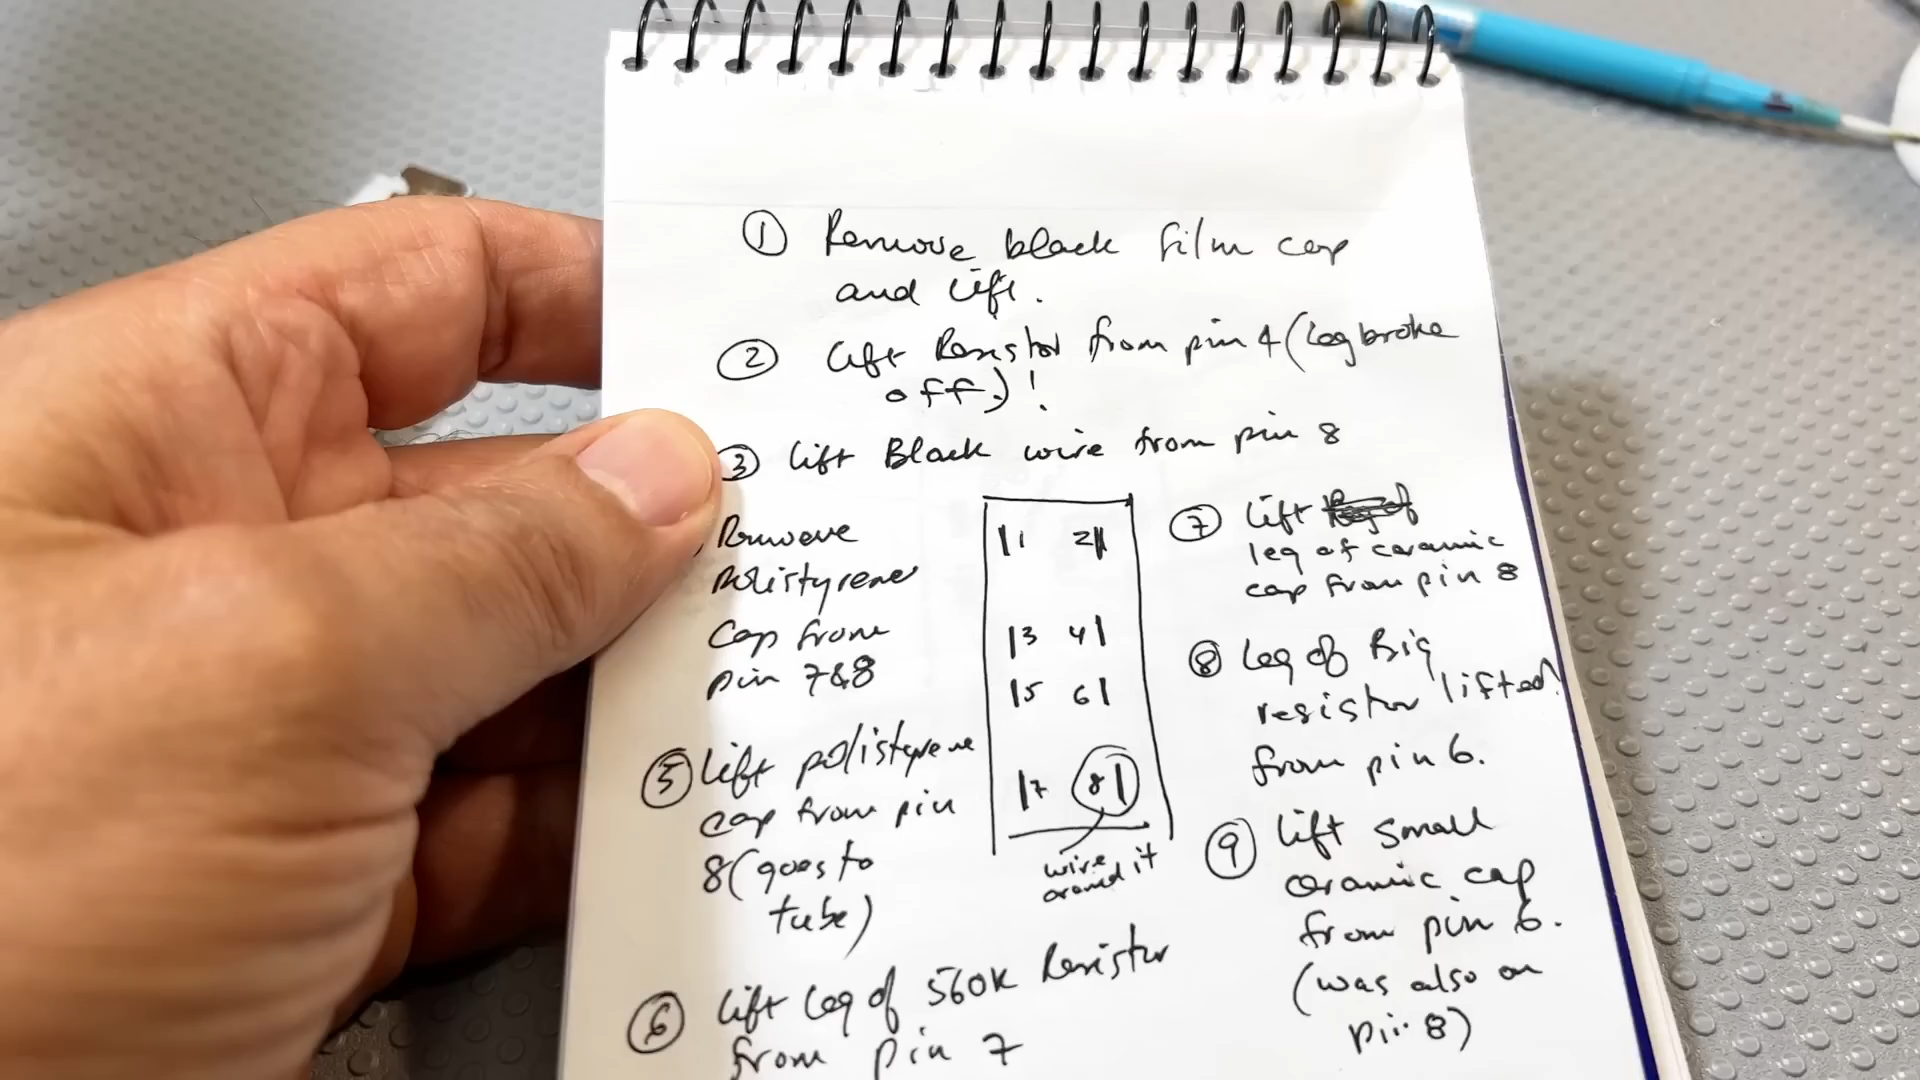 ① Remove black film cap
and lift.
② Lift Resistor from pin 4 (leg broke
off)!
③ lift Black wire from pin 8
Remove
polistyrene
Cap from
pin 7&8
⑤ Lift polistyrene
cap from pin
8 (goes to
tube)
⑥ Lift leg of 560K Resistor
from pin 7
1 2
3 4
5 6
7 8
wire
around it
⑦ Lift
leg of ceramic
cap from pin 8
⑧ Leg of Big
resistor lifted
from pin 6.
⑨ Lift small
ceramic cap
from pin 6.
(was also on
pin 8)